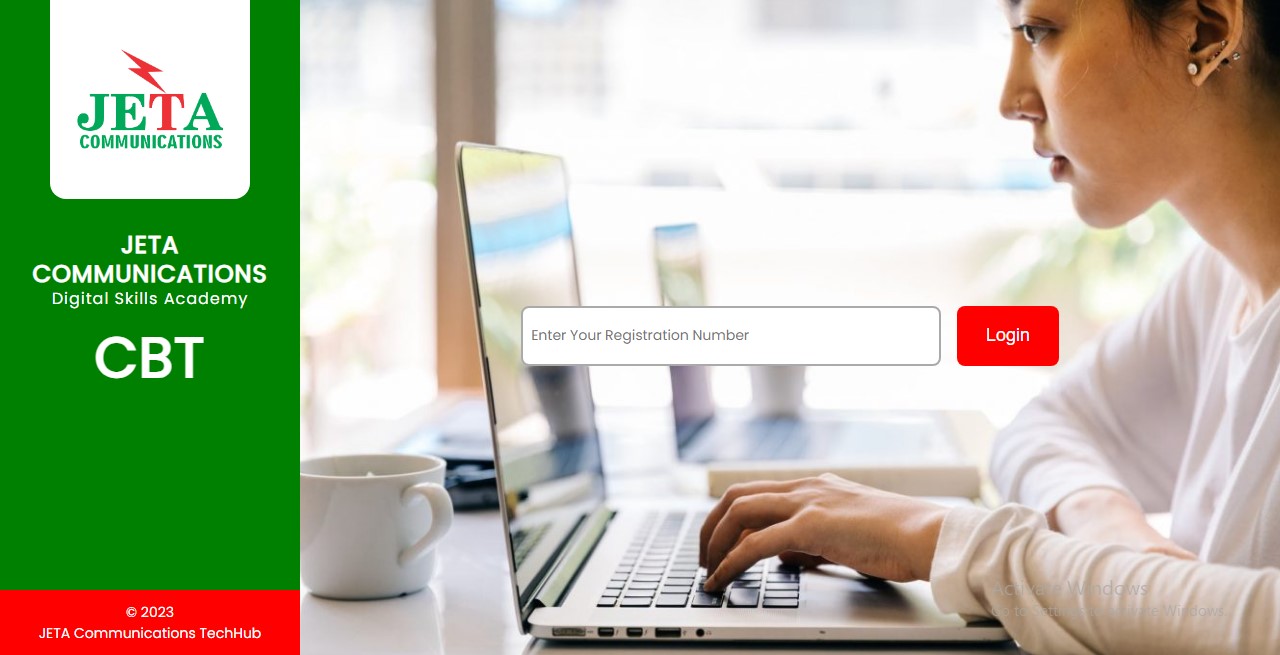 JETA
COMMUNICATIONS
JETA
COMMUNICATIONS
Digital Skills Academy
CBT
© 2023
JETA Communications TechHub
Enter Your Registration Number
Login
Activate Windows
Go to Settings to activate Windows.